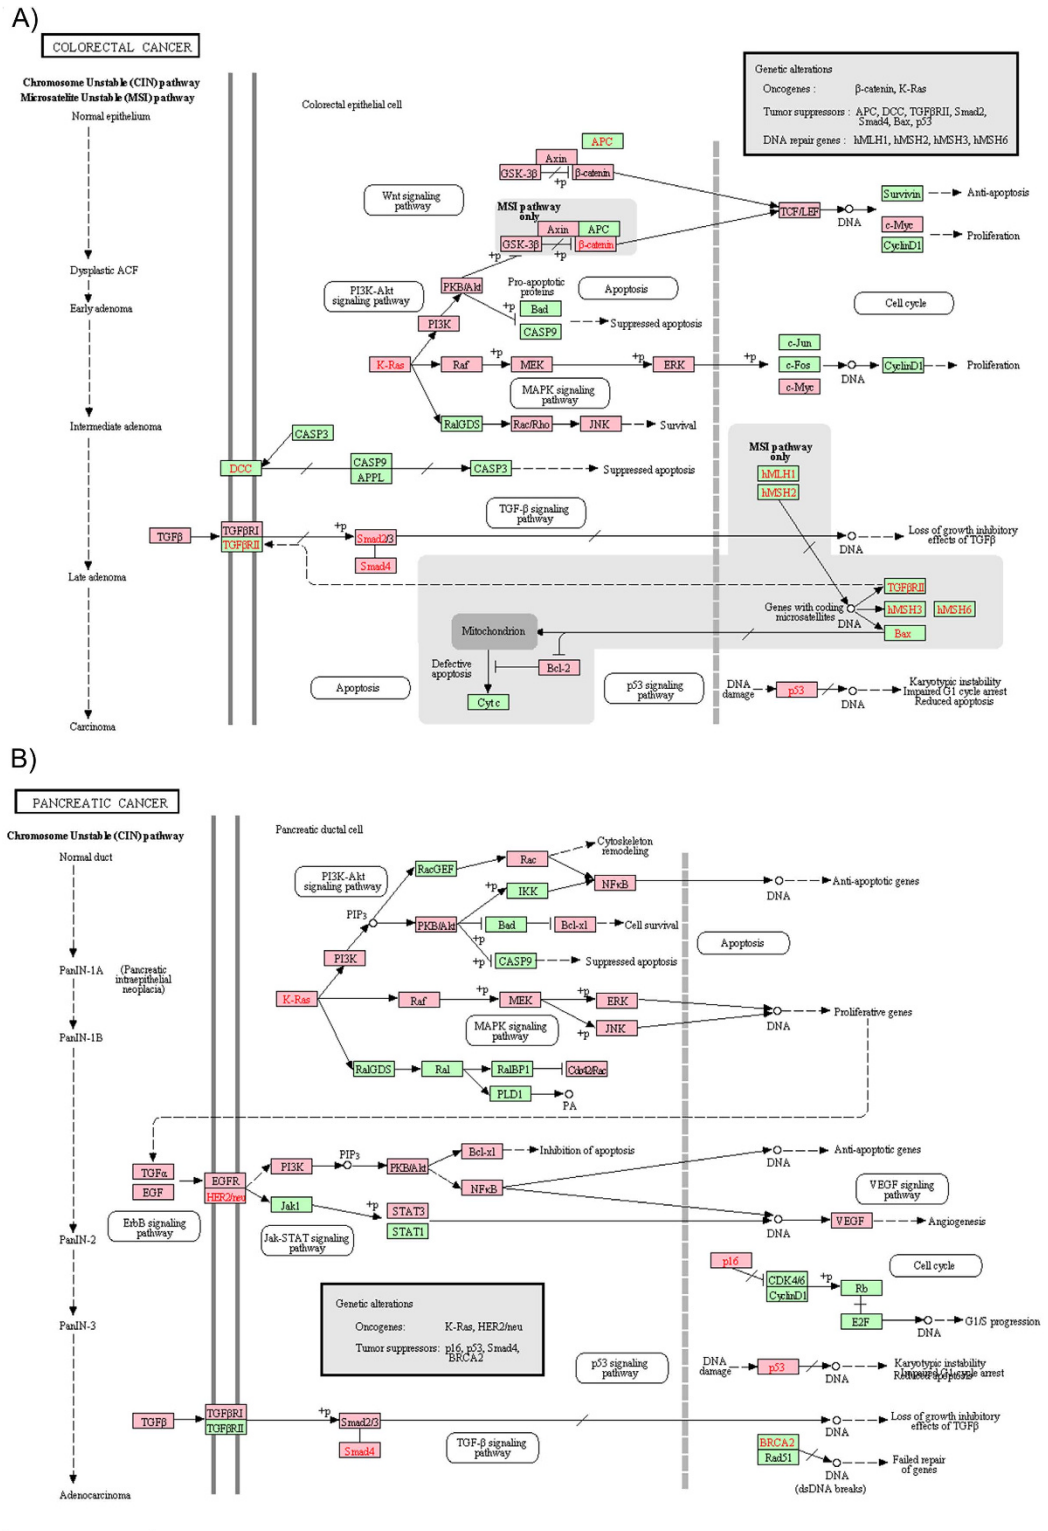 A)
COLORECTAL CANCER
Chromosome Unstable (CIN) pathway
Microsatelite Unstable (MSI) pathway
Normal epithelium
Dysplastic ACF
Early adenoma
Intermediate adenoma
Late adenoma
Carcinoma
Colorectal epithelial cell
Genetic alterations
Oncogenes : β-catenin, K-Ras
Tumor suppressors : APC, DCC, TGFβRII, Smad2,
Smad4, Bax, p53
DNA repair genes : hMLH1, hMSH2, hMSH3, hMSH6
APC
Axin
GSK-3β
+p
β-catenin
Wnt signaling
pathway
MSI pathway
only
Axin
APC
GSK-3β
+p
β-catenin
+p
TCF/LEF
DNA
Survivin
Anti-apoptosis
c-Myc
CyclinD1
Proliferation
PI3K-Akt
signaling pathway
PKB/Akt
PI3K
Pro-apoptotic
proteins
+p
Bad
CASP9
Suppressed apoptosis
Apoptosis
Cell cycle
K-Ras
Raf
+p
MEK
+p
ERK
+p
c-Jun
c-Fos
c-Myc
DNA
CyclinD1
Proliferation
MAPK signaling
pathway
RalGDS
Rac/Rho
JNK
Survival
CASP3
DCC
CASP9
APPL
CASP3
Suppressed apoptosis
MSI pathway
only
hMLH1
hMSH2
TGF-β signaling
pathway
TGFβ
TGFβRI
TGFβRII
+p
Smad2/3
Smad4
DNA
Loss of growth inhibitory
effects of TGFβ
TGFβRII
Genes with coding
microsatellites
DNA
hMSH3
hMSH6
Bax
Mitochondrion
Defective
apoptosis
Bcl-2
Cyt c
Apoptosis
p53 signaling
pathway
DNA
damage
p53
DNA
Karyotypic instability
Impaired G1 cycle arrest
Reduced apoptosis
B)
PANCREATIC CANCER
Chromosome Unstable (CIN) pathway
Normal duct
PanIN-1A
(Pancreatic
intraepithelial
neoplacia)
PanIN-1B
PanIN-2
PanIN-3
Adenocarcinoma
Pancreatic ductal cell
PI3K-Akt
signaling pathway
RacGEF
Rac
Cytoskeleton
remodeling
+p
IKK
NFκB
DNA
Anti-apoptotic genes
PIP3
PKB/Akt
+p
Bad
Bcl-xl
Cell survival
+p
CASP9
Suppressed apoptosis
Apoptosis
PI3K
K-Ras
Raf
+p
MEK
+p
ERK
+p
JNK
DNA
Proliferative genes
MAPK signaling
pathway
RalGDS
Ral
RalBP1
Cdc42/Rac
PLD1
PA
TGFα
EGF
EGFR
HER2/neu
PI3K
PIP3
PKB/Akt
Bcl-xl
Inhibition of apoptosis
NFκB
DNA
Anti-apoptotic genes
ErbB signaling
pathway
Jak1
Jak-STAT signaling
pathway
+p
STAT3
STAT1
DNA
VEGF signling
pathway
VEGF
Angiogenesis
p16
CDK4/6
CyclinD1
+p
Rb
E2F
DNA
G1/S progression
Cell cycle
Genetic alterations
Oncogenes: K-Ras, HER2/neu
Tumor suppressors: p16, p53, Smad4,
BRCA2
p53 signaling
pathway
DNA
damage
p53
DNA
Karyotypic instability
Impaired G1 cycle arrest
Reduced apoptosis
TGFβ
TGFβRI
TGFβRII
+p
Smad2/3
Smad4
TGF-β signaling
pathway
DNA
Loss of growth inhibitory
effects of TGFβ
BRCA2
Rad51
DNA
(dsDNA breaks)
Failed repair
of genes